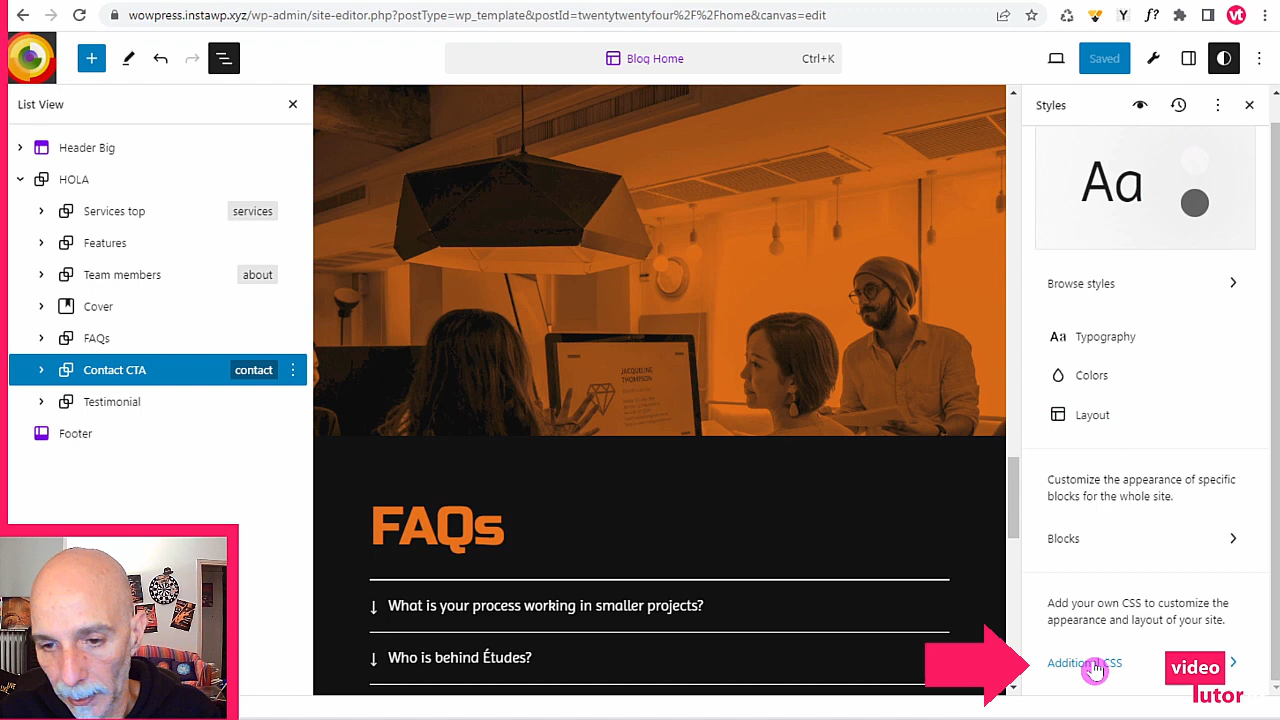 wowpress.instawp.xyz/wp-admin/site-editor.php?postType=wp_template&postId=twentytwentyfour%2F%2Fhome&canvas=edit
Y
f?
vt
Blog Home
Ctrl+K
Saved
List View
Styles
Header Big
HOLA
Services top
services
Features
Team members
about
Cover
FAQs
Contact CTA
contact
Testimonial
Footer
JACQUELINE
THOMPSON
FAQs
What is your process working in smaller projects?
Who is behind Études?
Aa
Browse styles
Aa Typography
Colors
Layout
Customize the appearance of specific
blocks for the whole site.
Blocks
Add your own CSS to customize the
appearance and layout of your site.
Additional CSS
video
tutor